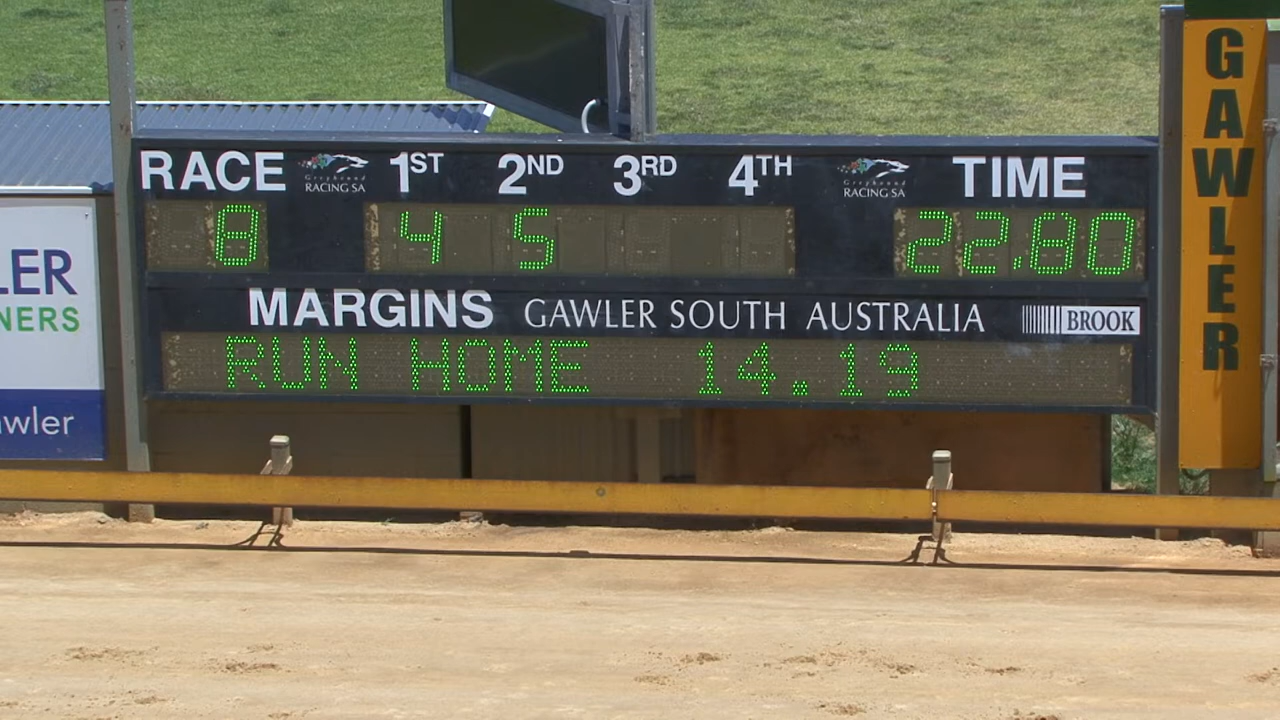 RACE 1ST 2ND 3RD 4TH TIME
Greyhound RACING SA
Greyhound RACING SA
8 4 5 22.80
MARGINS GAWLER SOUTH AUSTRALIA BROOK
RUN HOME 14.19
GAWLER
LER
NERS
awler